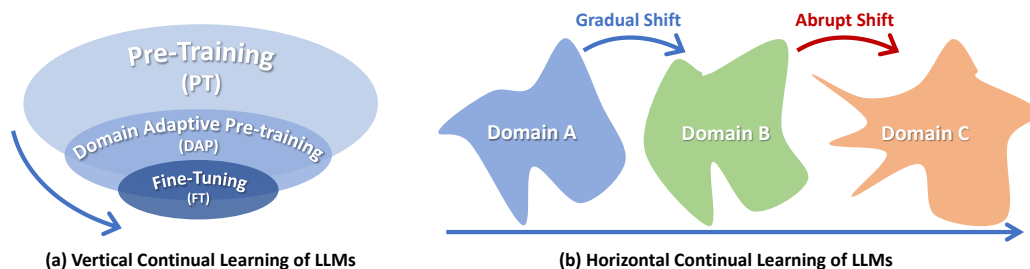 Pre-Training
(PT)
Domain Adaptive Pre-training
(DAP)
Fine-Tuning
(FT)
(a) Vertical Continual Learning of LLMs
Gradual Shift
Abrupt Shift
Domain A
Domain B
Domain C
(b) Horizontal Continual Learning of LLMs